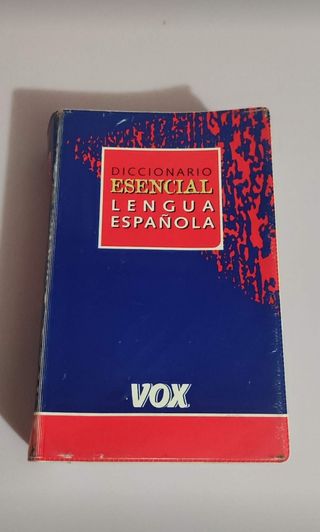 DICCIONARIO
ESENCIAL
LENGUA
ESPAÑOLA
VOX